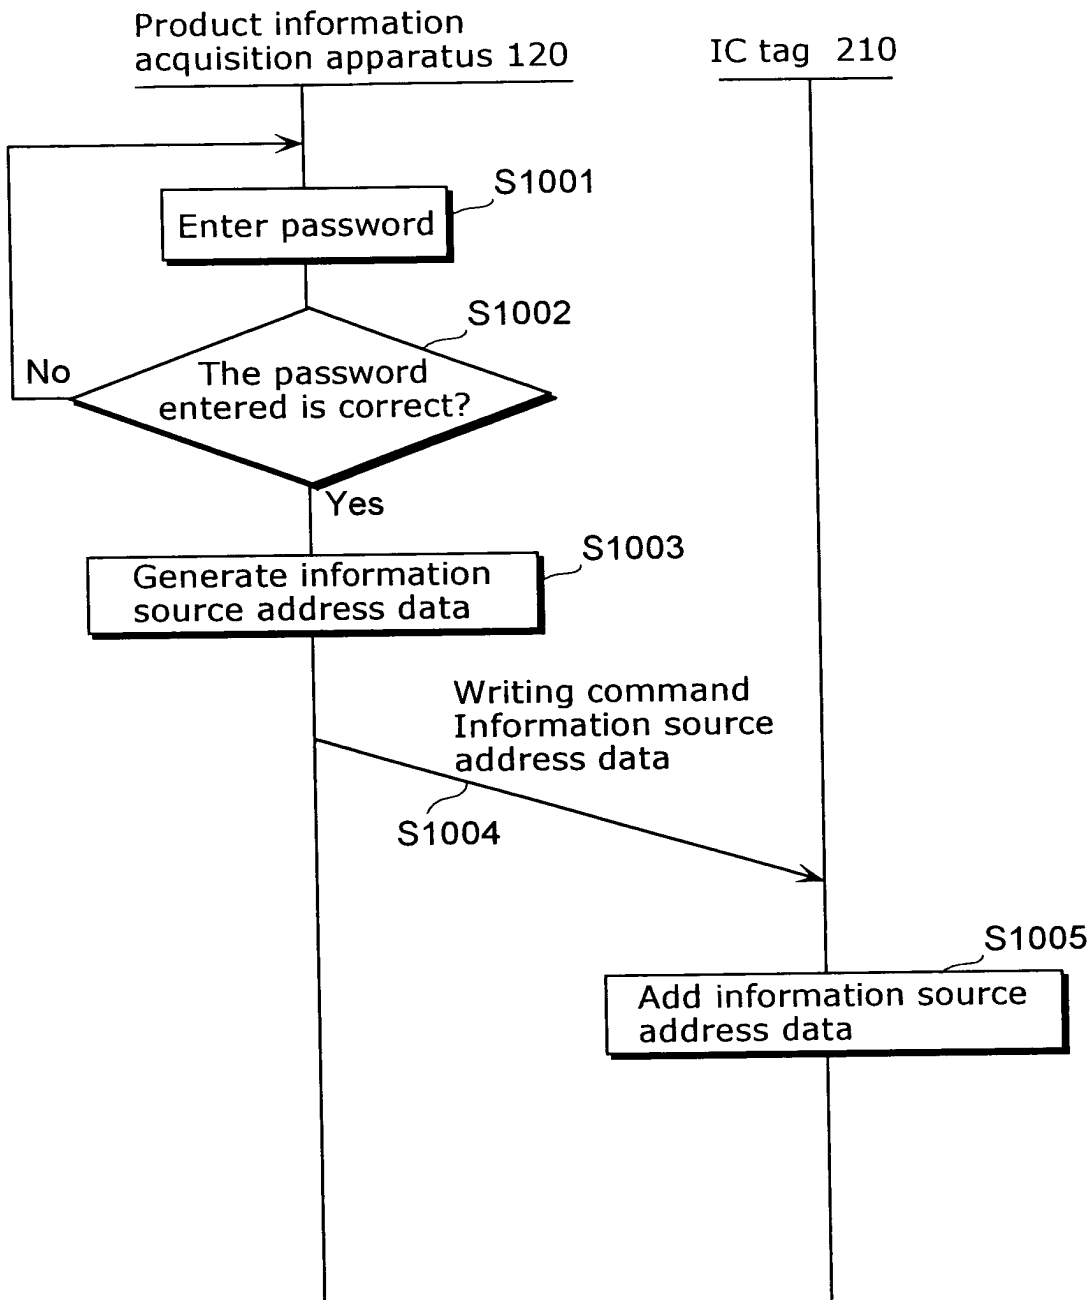 Product information
acquisition apparatus 120
IC tag 210
S1001
Enter password
S1002
No
The password
entered is correct?
Yes
S1003
Generate information
source address data
Writing command
Information source
address data
S1004
S1005
Add information source
address data